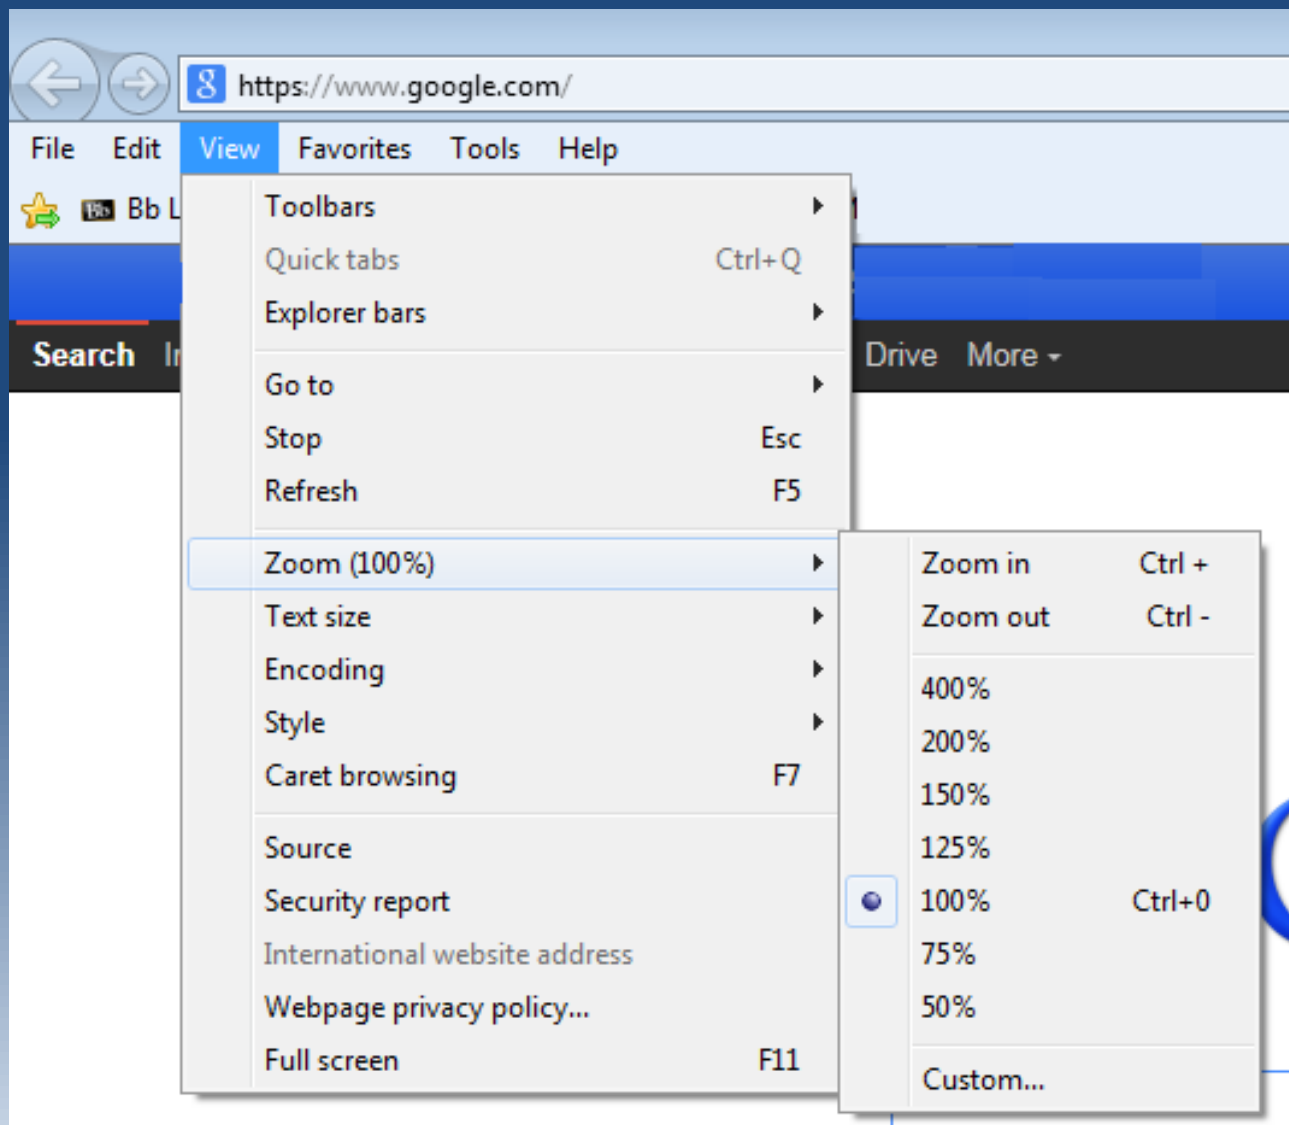 https://www.google.com/
File Edit View Favorites Tools Help
Bb
Toolbars
Quick tabs Ctrl+Q
Explorer bars
Search Drive More
Go to
Stop Esc
Refresh F5
Zoom (100%)
Text size
Encoding
Style
Caret browsing F7
Source
Security report
International website address
Webpage privacy policy...
Full screen F11
Zoom in Ctrl +
Zoom out Ctrl -
400%
200%
150%
125%
100% Ctrl+0
75%
50%
Custom...